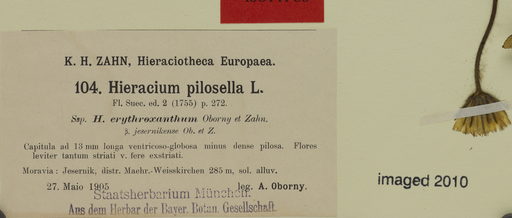 K. H. ZAHN, Hieraciotheca Europaea.
104. Hieracium pilosella L.
Fl. Suec. ed. 2 (1755) p. 272.
Ssp. H. erythroxanthum Oborny et Zahn.
β. jesernikense Ob. et Z.
Capitula ad 13 mm longa ventricoso-globosa minus dense pilosa. Flores
leviter tantum striati v. fere exstriati.
Moravia: Jesernik, distr. Maehr.-Weisskirchen 285 m, sol. alluv.
27. Maio 1905 leg. A. Oborny.
Staatsherbarium München.
Aus dem Herbar der Bayer. Botan. Gesellschaft.
imaged 2010